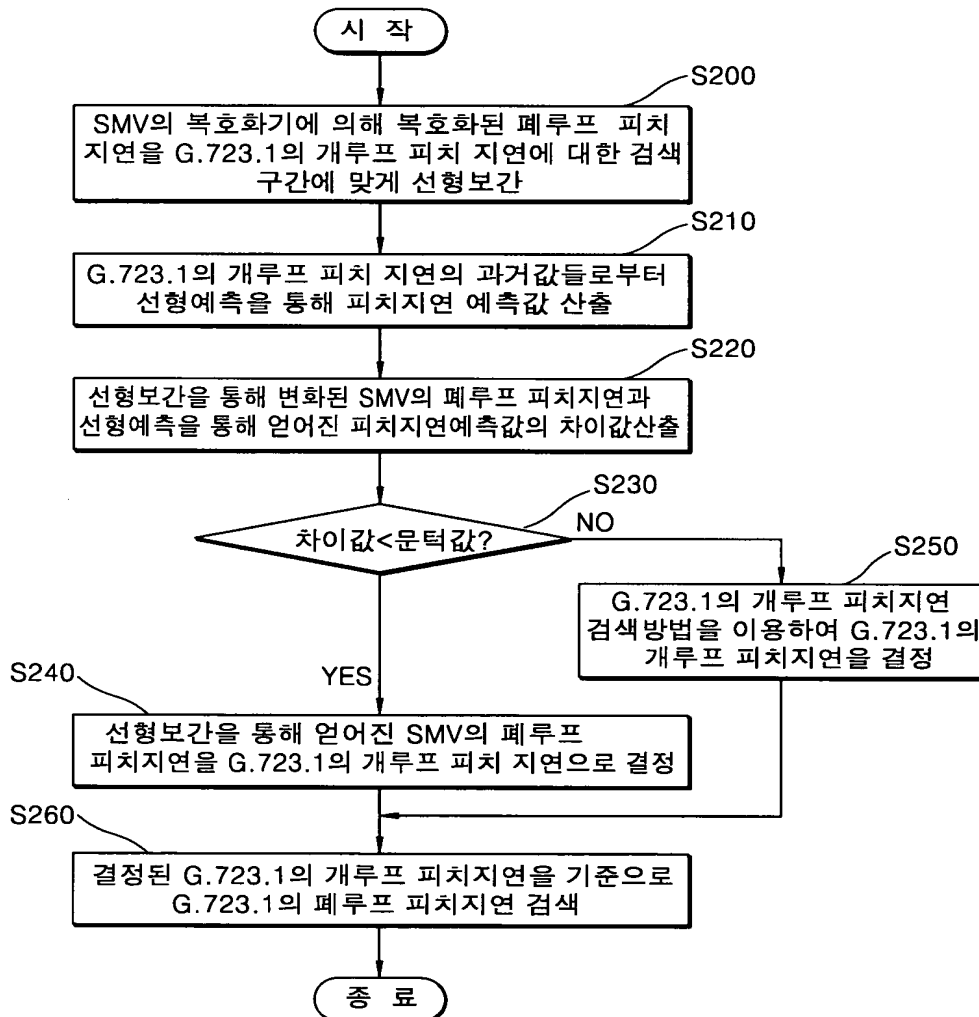 시 작
S200
SMV의 복호화기에 의해 복호화된 폐루프 피치
지연을 G.723.1의 개루프 피치 지연에 대한 검색
구간에 맞게 선형보간
S210
G.723.1의 개루프 피치 지연의 과거값들로부터
선형예측을 통해 피치지연 예측값 산출
S220
선형보간을 통해 변화된 SMV의 폐루프 피치지연과
선형예측을 통해 얻어진 피치지연예측값의 차이값산출
S230
차이값<문턱값?
NO
S250
G.723.1의 개루프 피치지연
검색방법을 이용하여 G.723.1의
개루프 피치지연을 결정
YES
S240
선형보간을 통해 얻어진 SMV의 폐루프
피치지연을 G.723.1의 개루프 피치 지연으로 결정
S260
결정된 G.723.1의 개루프 피치지연을 기준으로
G.723.1의 폐루프 피치지연 검색
종 료